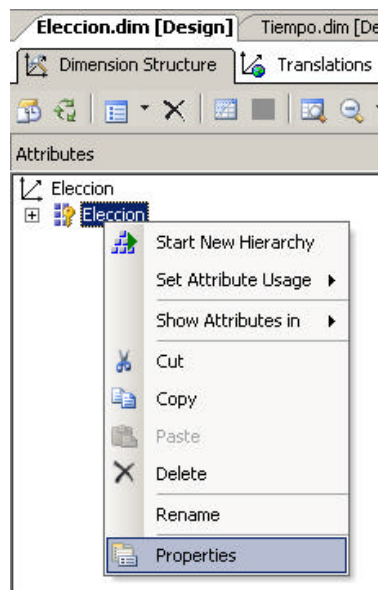 Eleccion.dim [Design] Tiempo.dim [De
Dimension Structure Translations
Attributes
Eleccion
Eleccion
Start New Hierarchy
Set Attribute Usage
Show Attributes in
Cut
Copy
Paste
Delete
Rename
Properties